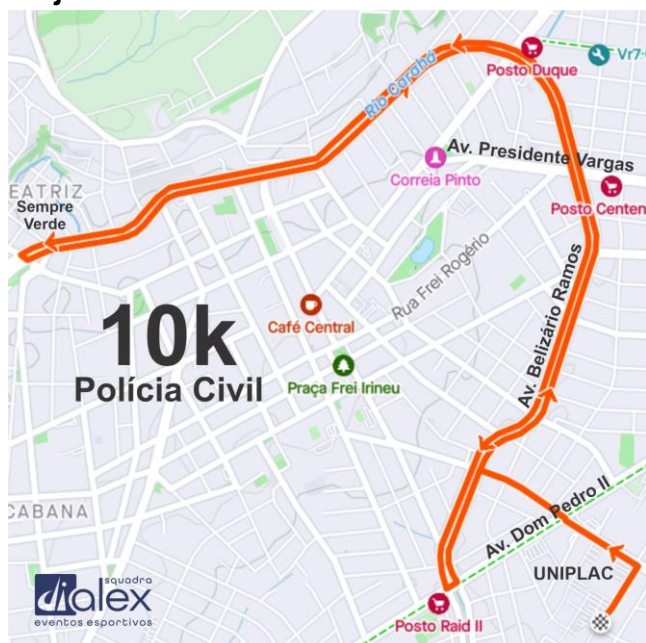 Posto Duque
Vr7
Rio Carahá
Av. Presidente Vargas
Correia Pinto
Posto Centen
EATRIZ
Sempre
Verde
Rua Frei Rogério
Av. Belizário Ramos
10k
Polícia Civil
Café Central
Praça Frei Irineu
CABANA
Av. Dom Pedro II
UNIPLAC
Posto Raid II
squadra
dialex
eventos esportivos